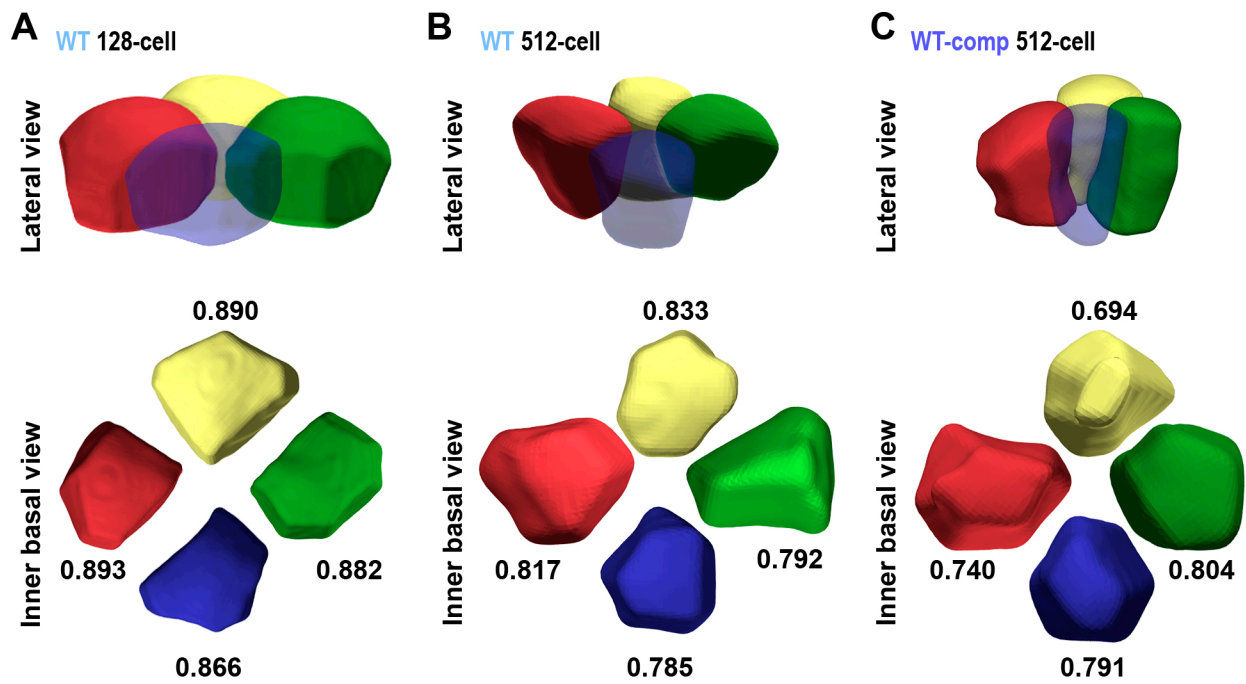 A
WT 128-cell
Lateral view
Inner basal view
0.890
0.893
0.882
0.866
B
WT 512-cell
Lateral view
Inner basal view
0.833
0.817
0.792
0.785
C
WT-comp 512-cell
Lateral view
Inner basal view
0.694
0.740
0.804
0.791